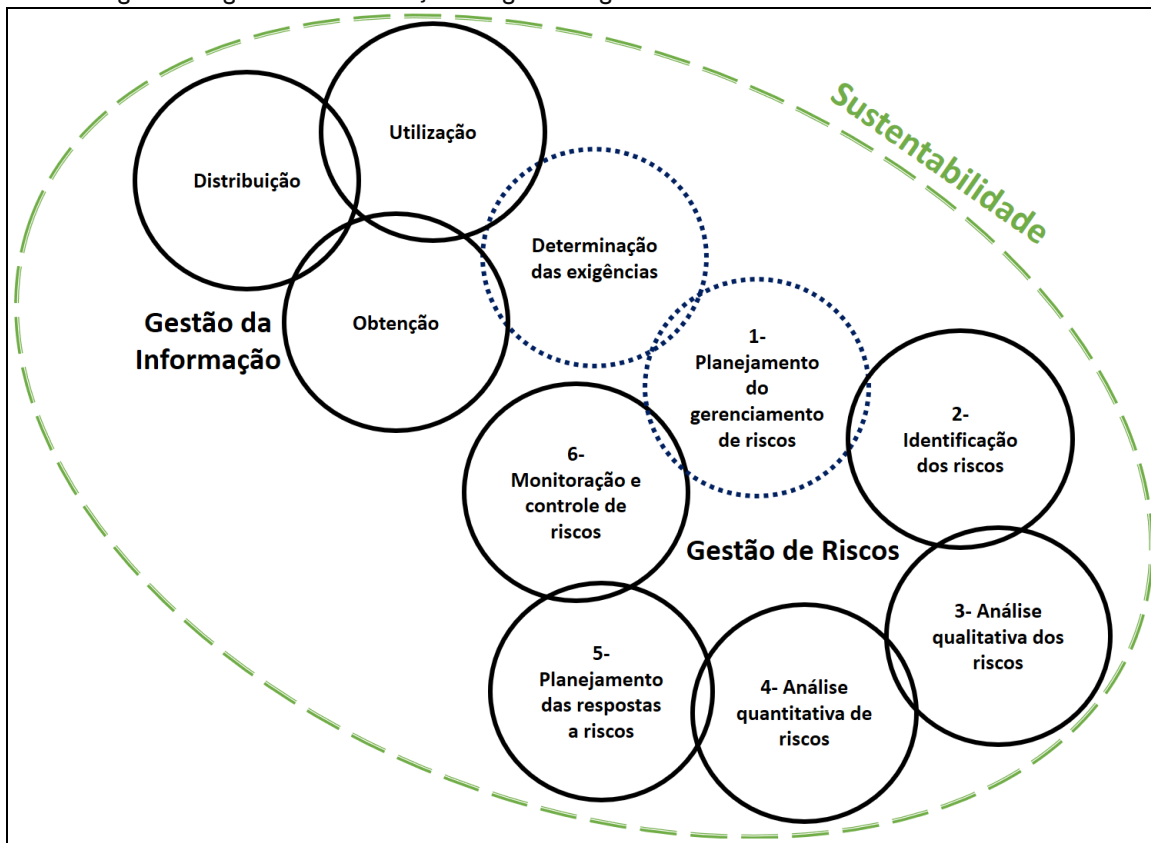 Sustentabilidade
Utilização
Distribuição
Determinação
das exigências
Obtenção
Gestão da
Informação
1-
Planejamento
do
gerenciamento
de riscos
2-
Identificação
dos riscos
6-
Monitoração e
controle de
riscos
Gestão de Riscos
3- Análise
qualitativa dos
riscos
5-
Planejamento
das respostas
a riscos
4- Análise
quantitativa de
riscos